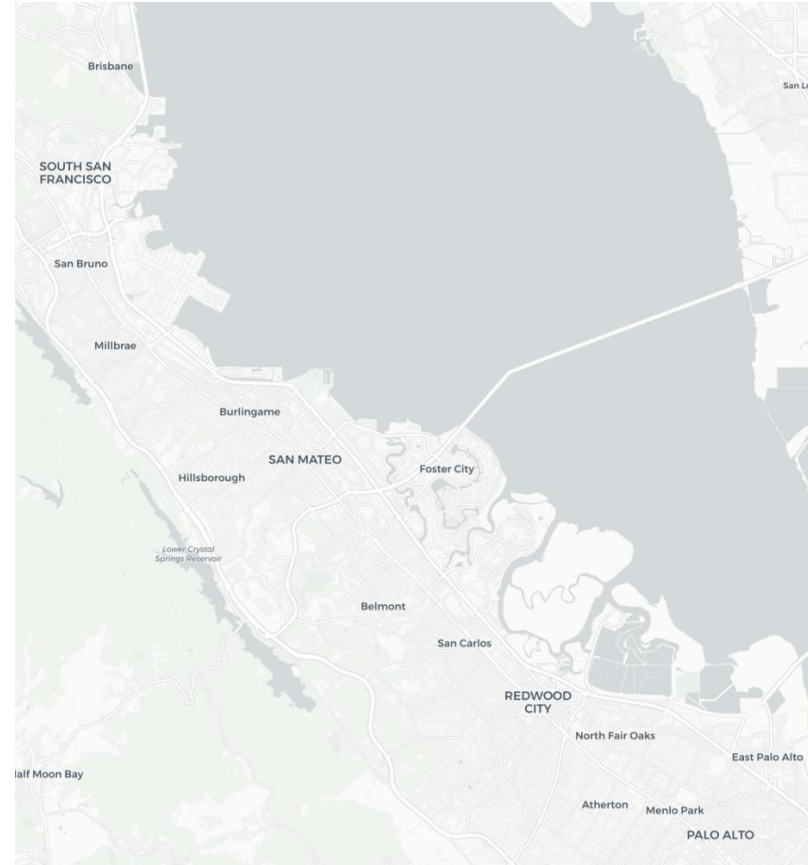 Brisbane
San L
SOUTH SAN
FRANCISCO
San Bruno
Millbrae
Burlingame
SAN MATEO
Foster City
Hillsborough
Lower Crystal
Springs Reservoir
Belmont
San Carlos
REDWOOD
CITY
North Fair Oaks
East Palo Alto
alf Moon Bay
Atherton
Menlo Park
PALO ALTO